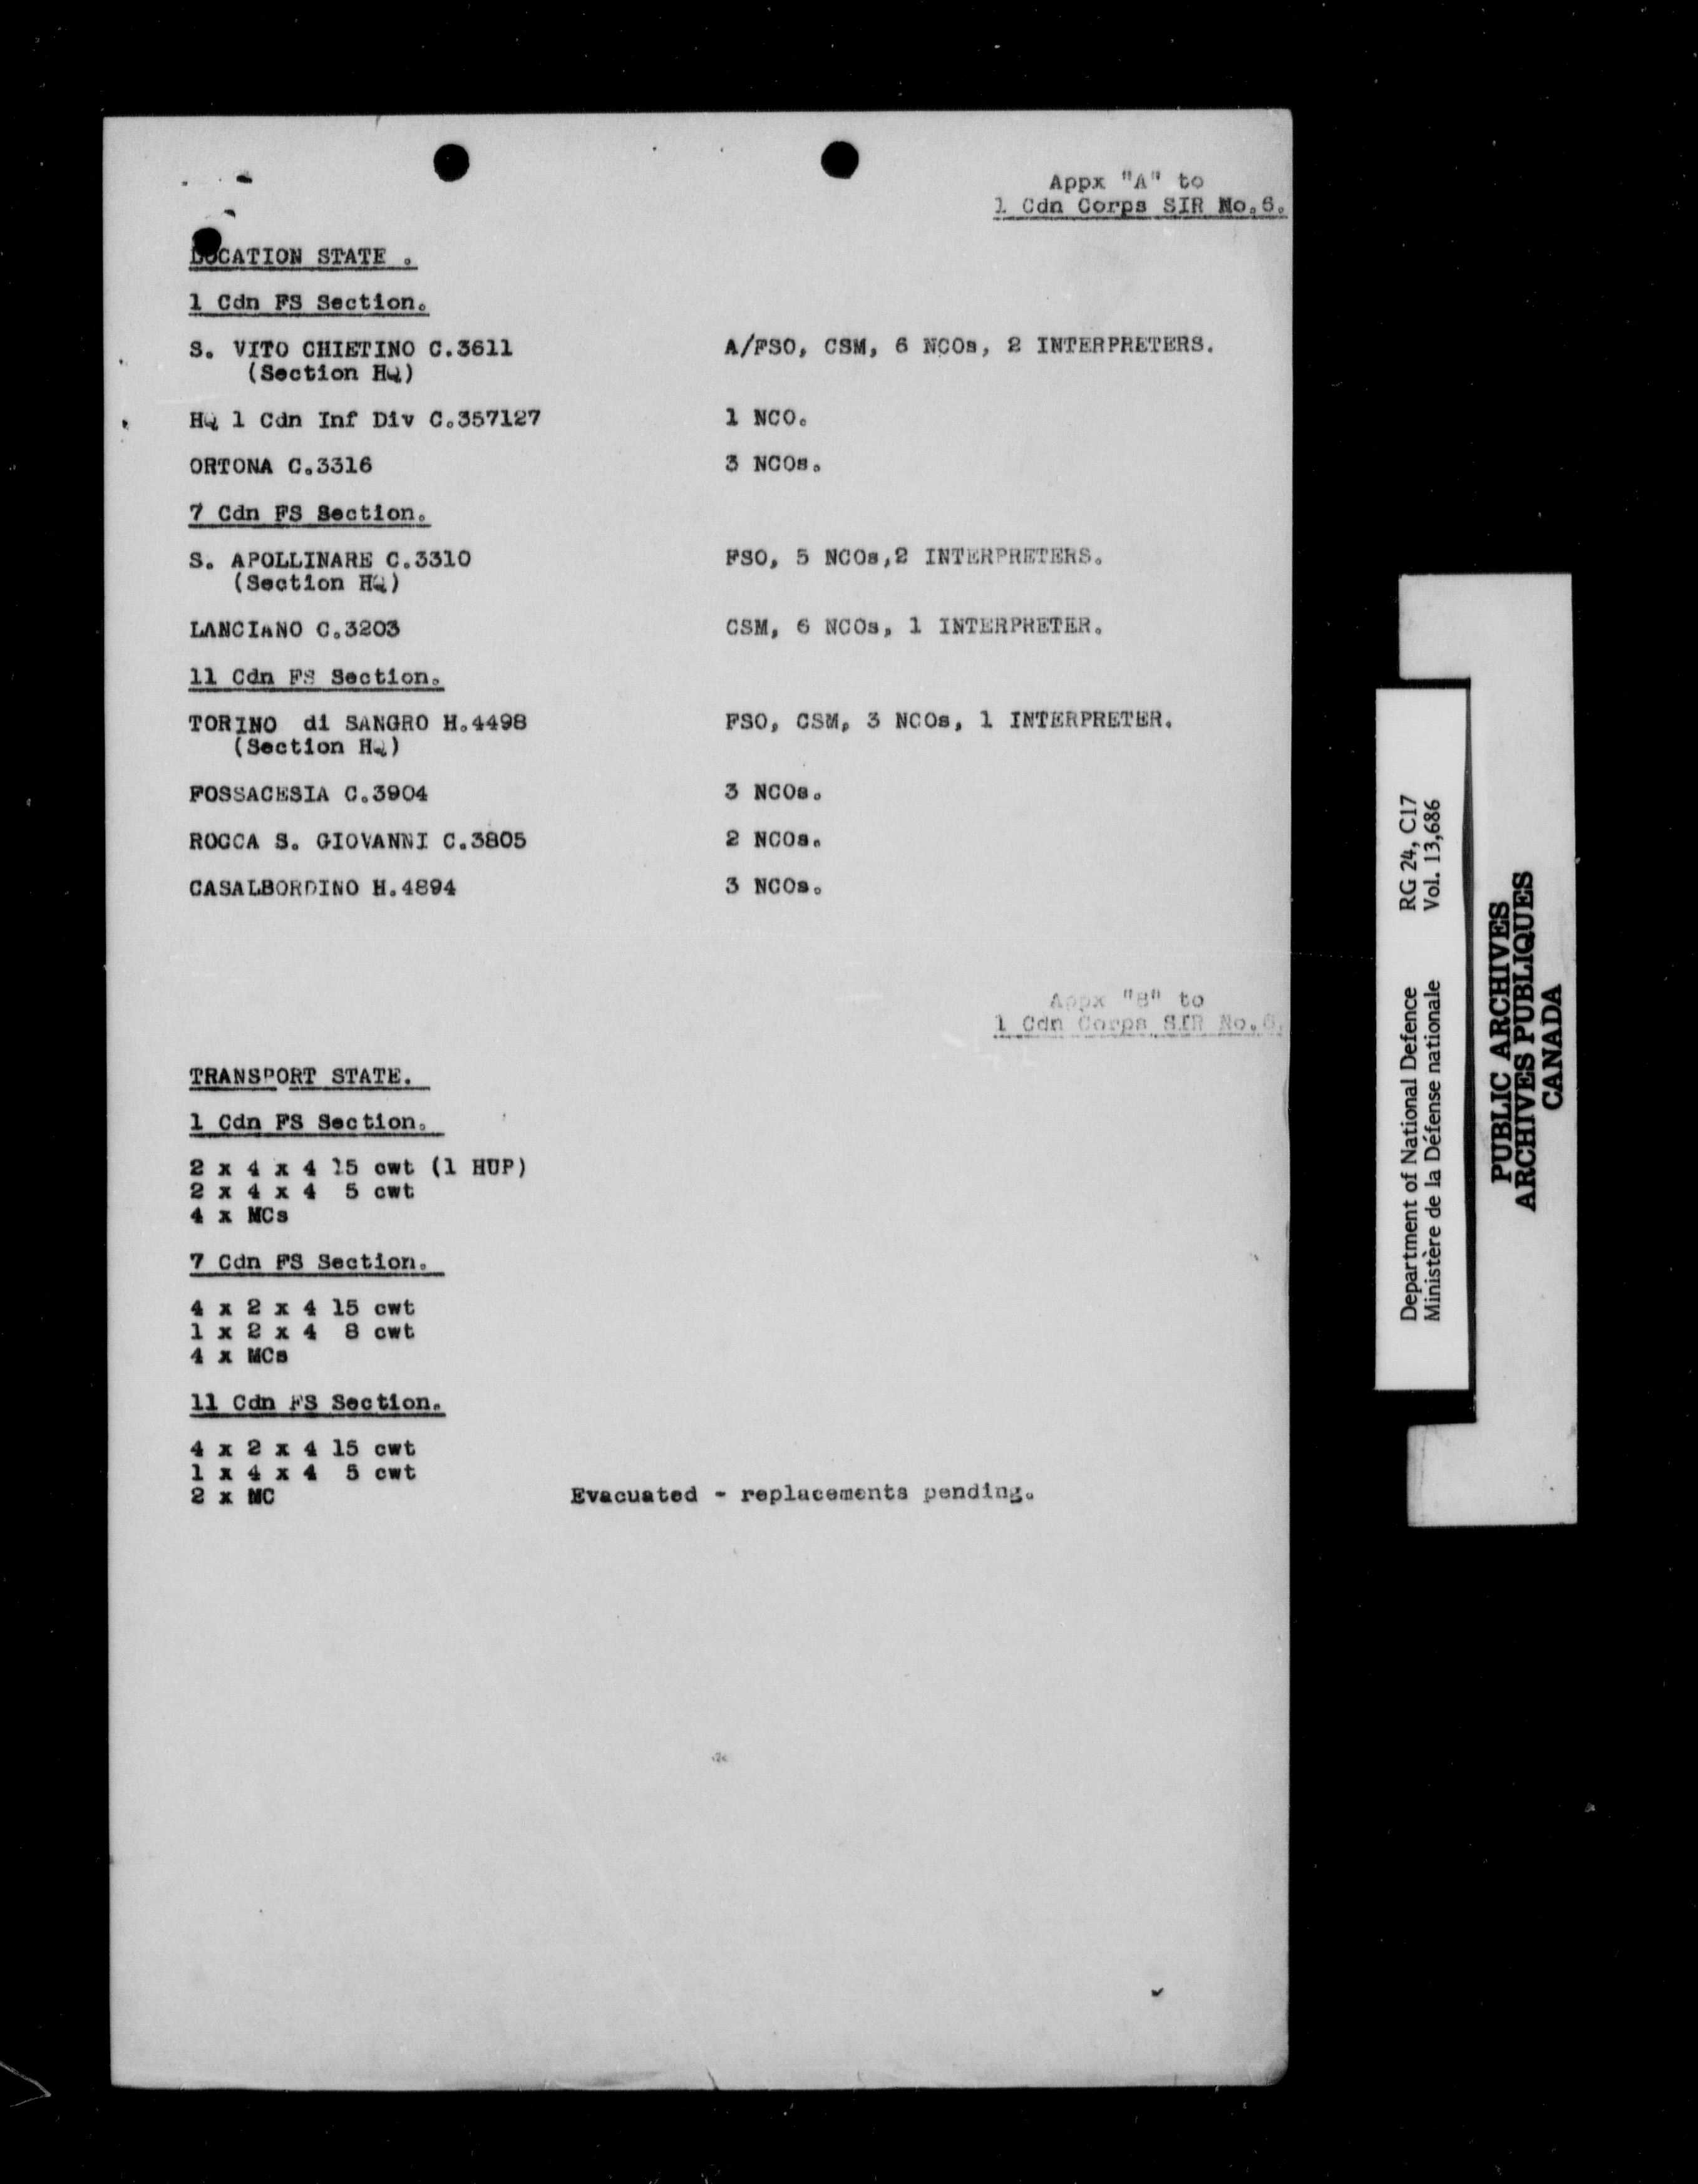 Appx "A" to
1 Cdn Corps SIR No.6.
LOCATION STATE .
1 Cdn FS Section.
S. VITO CHIETINO C.3611 A/FSO, CSM, 6 NCOs, 2 INTERPRETERS.
(Section HQ)
HQ 1 Cdn Inf Div C.357127 1 NCO.
ORTONA C.3316 3 NCOs.
7 Cdn FS Section.
S. APOLLINARE C.3310 FSO, 5 NCOs,2 INTERPRETERS.
(Section HQ)
LANCIANO C.3203 CSM, 6 NCOs, 1 INTERPRETER.
11 Cdn FS Section.
TORINO di SANGRO H.4498 FSO, CSM, 3 NCOs, 1 INTERPRETER.
(Section HQ)
FOSSACESIA C.3904 3 NCOs.
ROCCA S. GIOVANNI C.3805 2 NCOs.
CASALBORDINO H.4894 3 NCOs.
Appx "B" to
1 Cdn Corps SIR No.6.
TRANSPORT STATE.
1 Cdn FS Section.
2 x 4 x 4 15 cwt (1 HUP)
2 x 4 x 4 5 cwt
4 x MCs
7 Cdn FS Section.
4 x 2 x 4 15 cwt
1 x 2 x 4 8 cwt
4 x MCs
11 Cdn FS Section.
4 x 2 x 4 15 cwt
1 x 4 x 4 5 cwt
2 x MC Evacuated - replacements pending.
Department of National Defence RG 24, C17
Ministère de la Défense nationale Vol. 13,686
PUBLIC ARCHIVES
ARCHIVES PUBLIQUES
CANADA